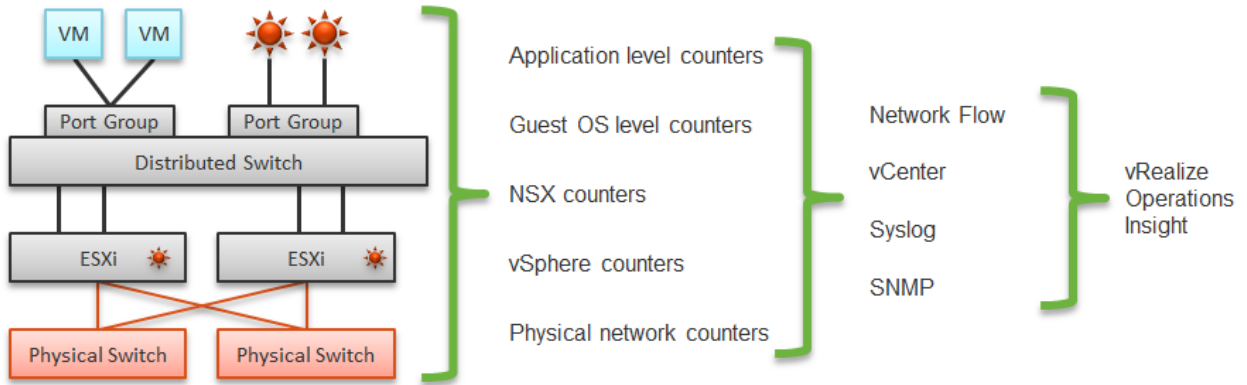 VM
VM
Port Group
Port Group
Distributed Switch
ESXi
ESXi
Physical Switch
Physical Switch
Application level counters
Guest OS level counters
NSX counters
vSphere counters
Physical network counters
Network Flow
vCenter
Syslog
SNMP
vRealize
Operations
Insight